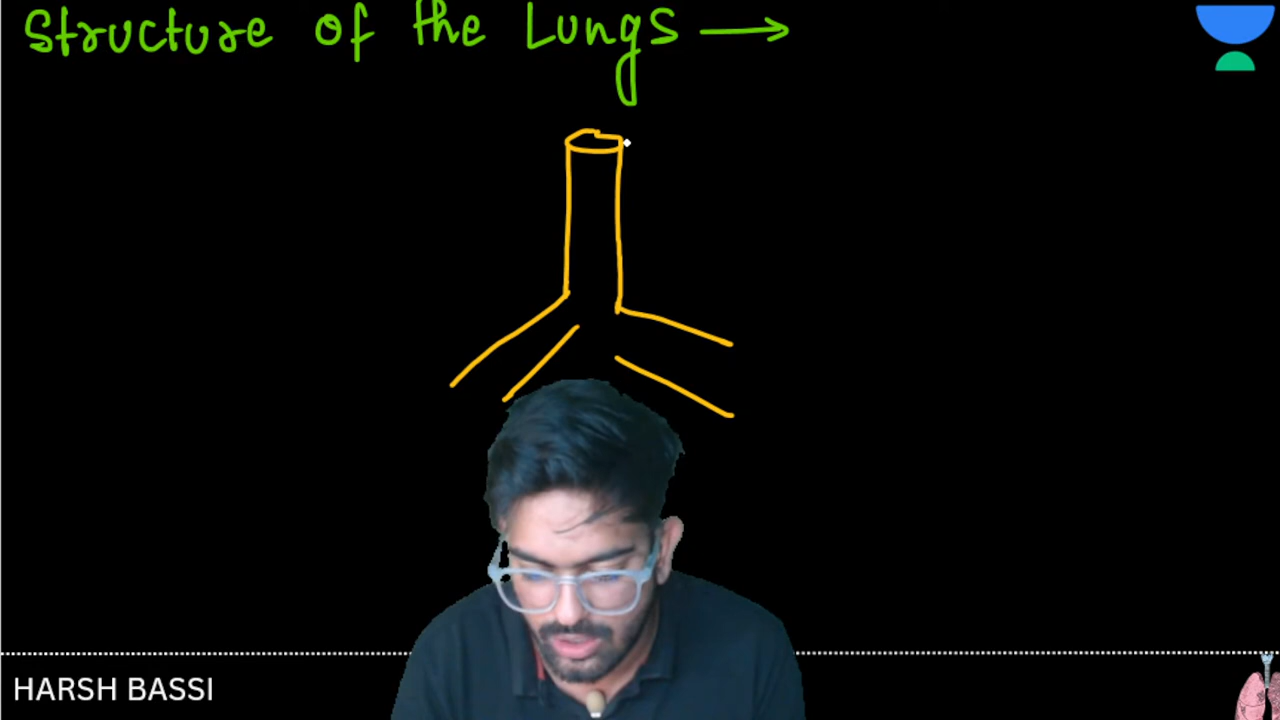 Structure of the Lungs →
HARSH BASSI